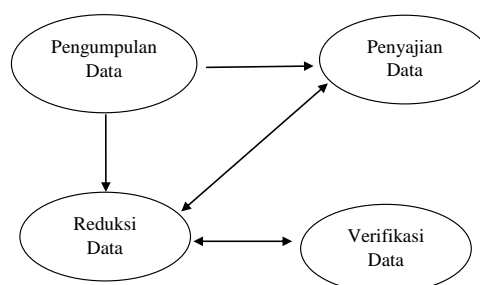 Pengumpulan
Data
Penyajian
Data
Reduksi
Data
Verifikasi
Data